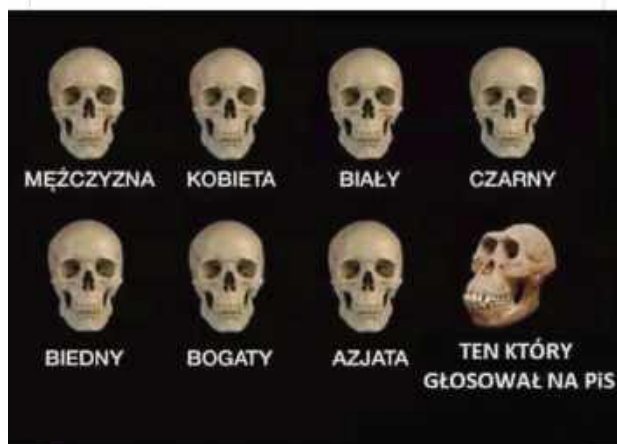 MĘŻCZYZNA KOBIETA BIAŁY CZARNY
BIEDNY BOGATY AZJATA TEN KTÓRY
GŁOSOWAŁ NA PiS